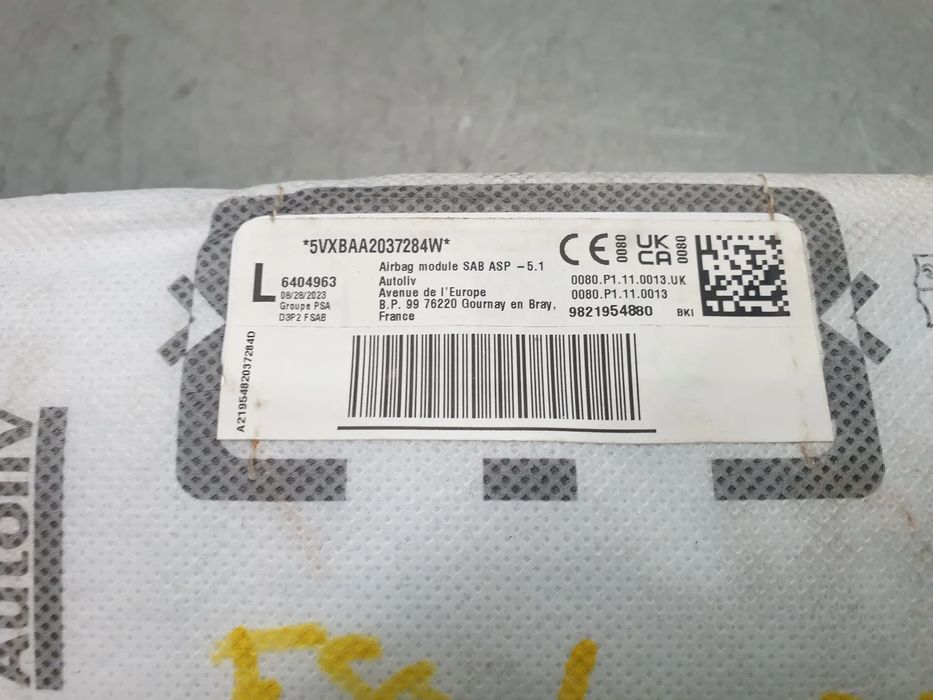 *5VXBAA2037284W*
CE 0080 UK CA 0080
L
6404963
08/28/2023
Groupe PSA
D3P2 FSAB
Airbag module SAB ASP -5.1
Autoliv
Avenue de l'Europe
B.P. 99 76220 Gournay en Bray,
France
0080.P1.11.0013.UK
0080.P1.11.0013
9821954880 BKI
A2195482037284D
Autoliv